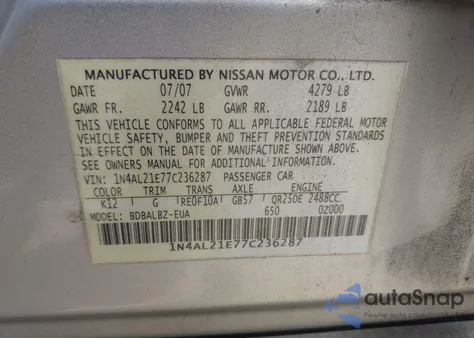 MANUFACTURED BY NISSAN MOTOR CO., LTD.
DATE 07/07 GVWR 4279 LB
GAWR FR. 2242 LB GAWR RR. 2189 LB
THIS VEHICLE CONFORMS TO ALL APPLICABLE FEDERAL MOTOR
VEHICLE SAFETY, BUMPER AND THEFT PREVENTION STANDARDS
IN EFFECT ON THE DATE OF MANUFACTURE SHOWN ABOVE.
SEE OWNERS MANUAL FOR ADDITIONAL INFORMATION.
VIN: 1N4AL21E77C236287 PASSENGER CAR
COLOR TRIM TRANS AXLE ENGINE
K12 G RE0F10A GB57 QR25DE 2488CC.
MODEL: BDBALBZ-EUA 650 0Z000
1N4AL21E77C236287
autoSnap